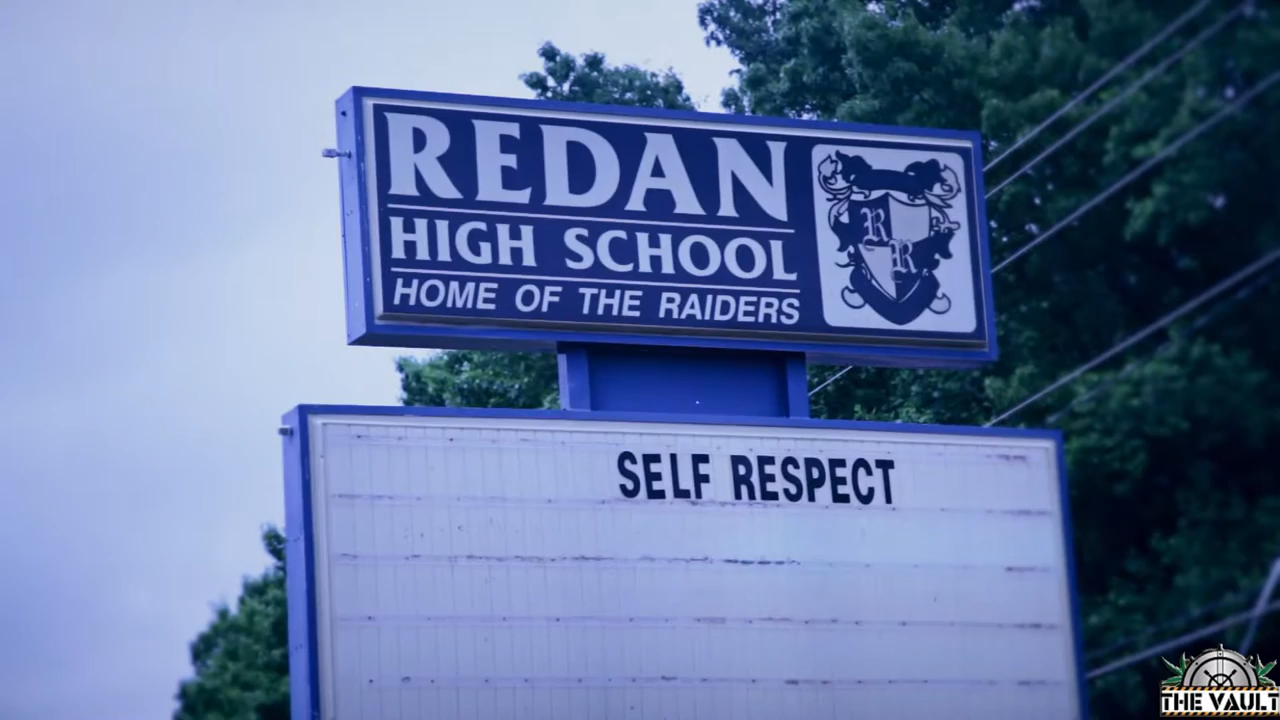 REDAN
HIGH SCHOOL
HOME OF THE RAIDERS
R
R
SELF RESPECT
THE VAULT